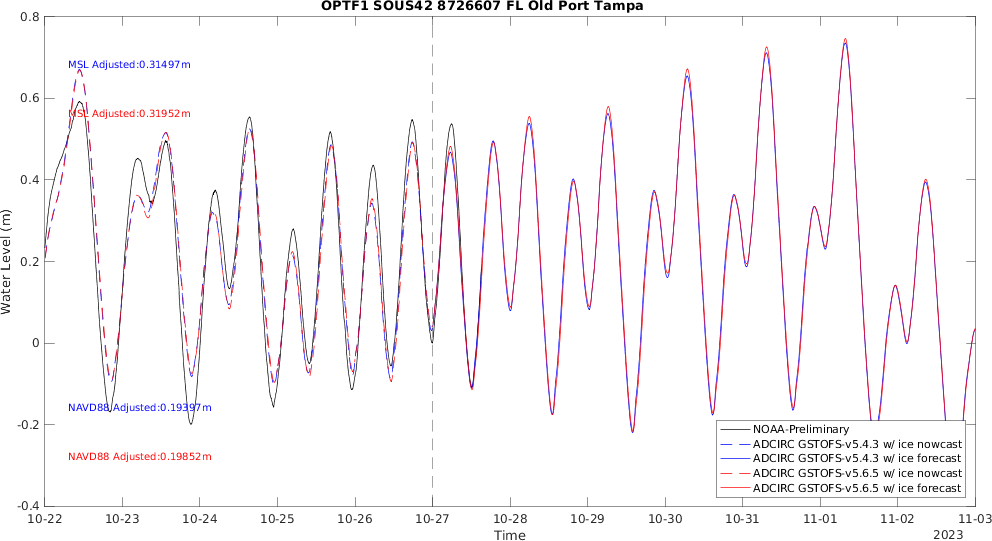 OPTF1 SOUS42 8726607 FL Old Port Tampa
0.8
0.6
0.4
0.2
0
-0.2
-0.4
Water Level (m)
MSL Adjusted:0.31497m
MSL Adjusted:0.31952m
NAVD88 Adjusted:0.19397m
NAVD88 Adjusted:0.19852m
NOAA-Preliminary
ADCIRC GSTOFS-v5.4.3 w/ ice nowcast
ADCIRC GSTOFS-v5.4.3 w/ ice forecast
ADCIRC GSTOFS-v5.6.5 w/ ice nowcast
ADCIRC GSTOFS-v5.6.5 w/ ice forecast
10-22 10-23 10-24 10-25 10-26 10-27 10-28 10-29 10-30 10-31 11-01 11-02 11-03
Time
2023